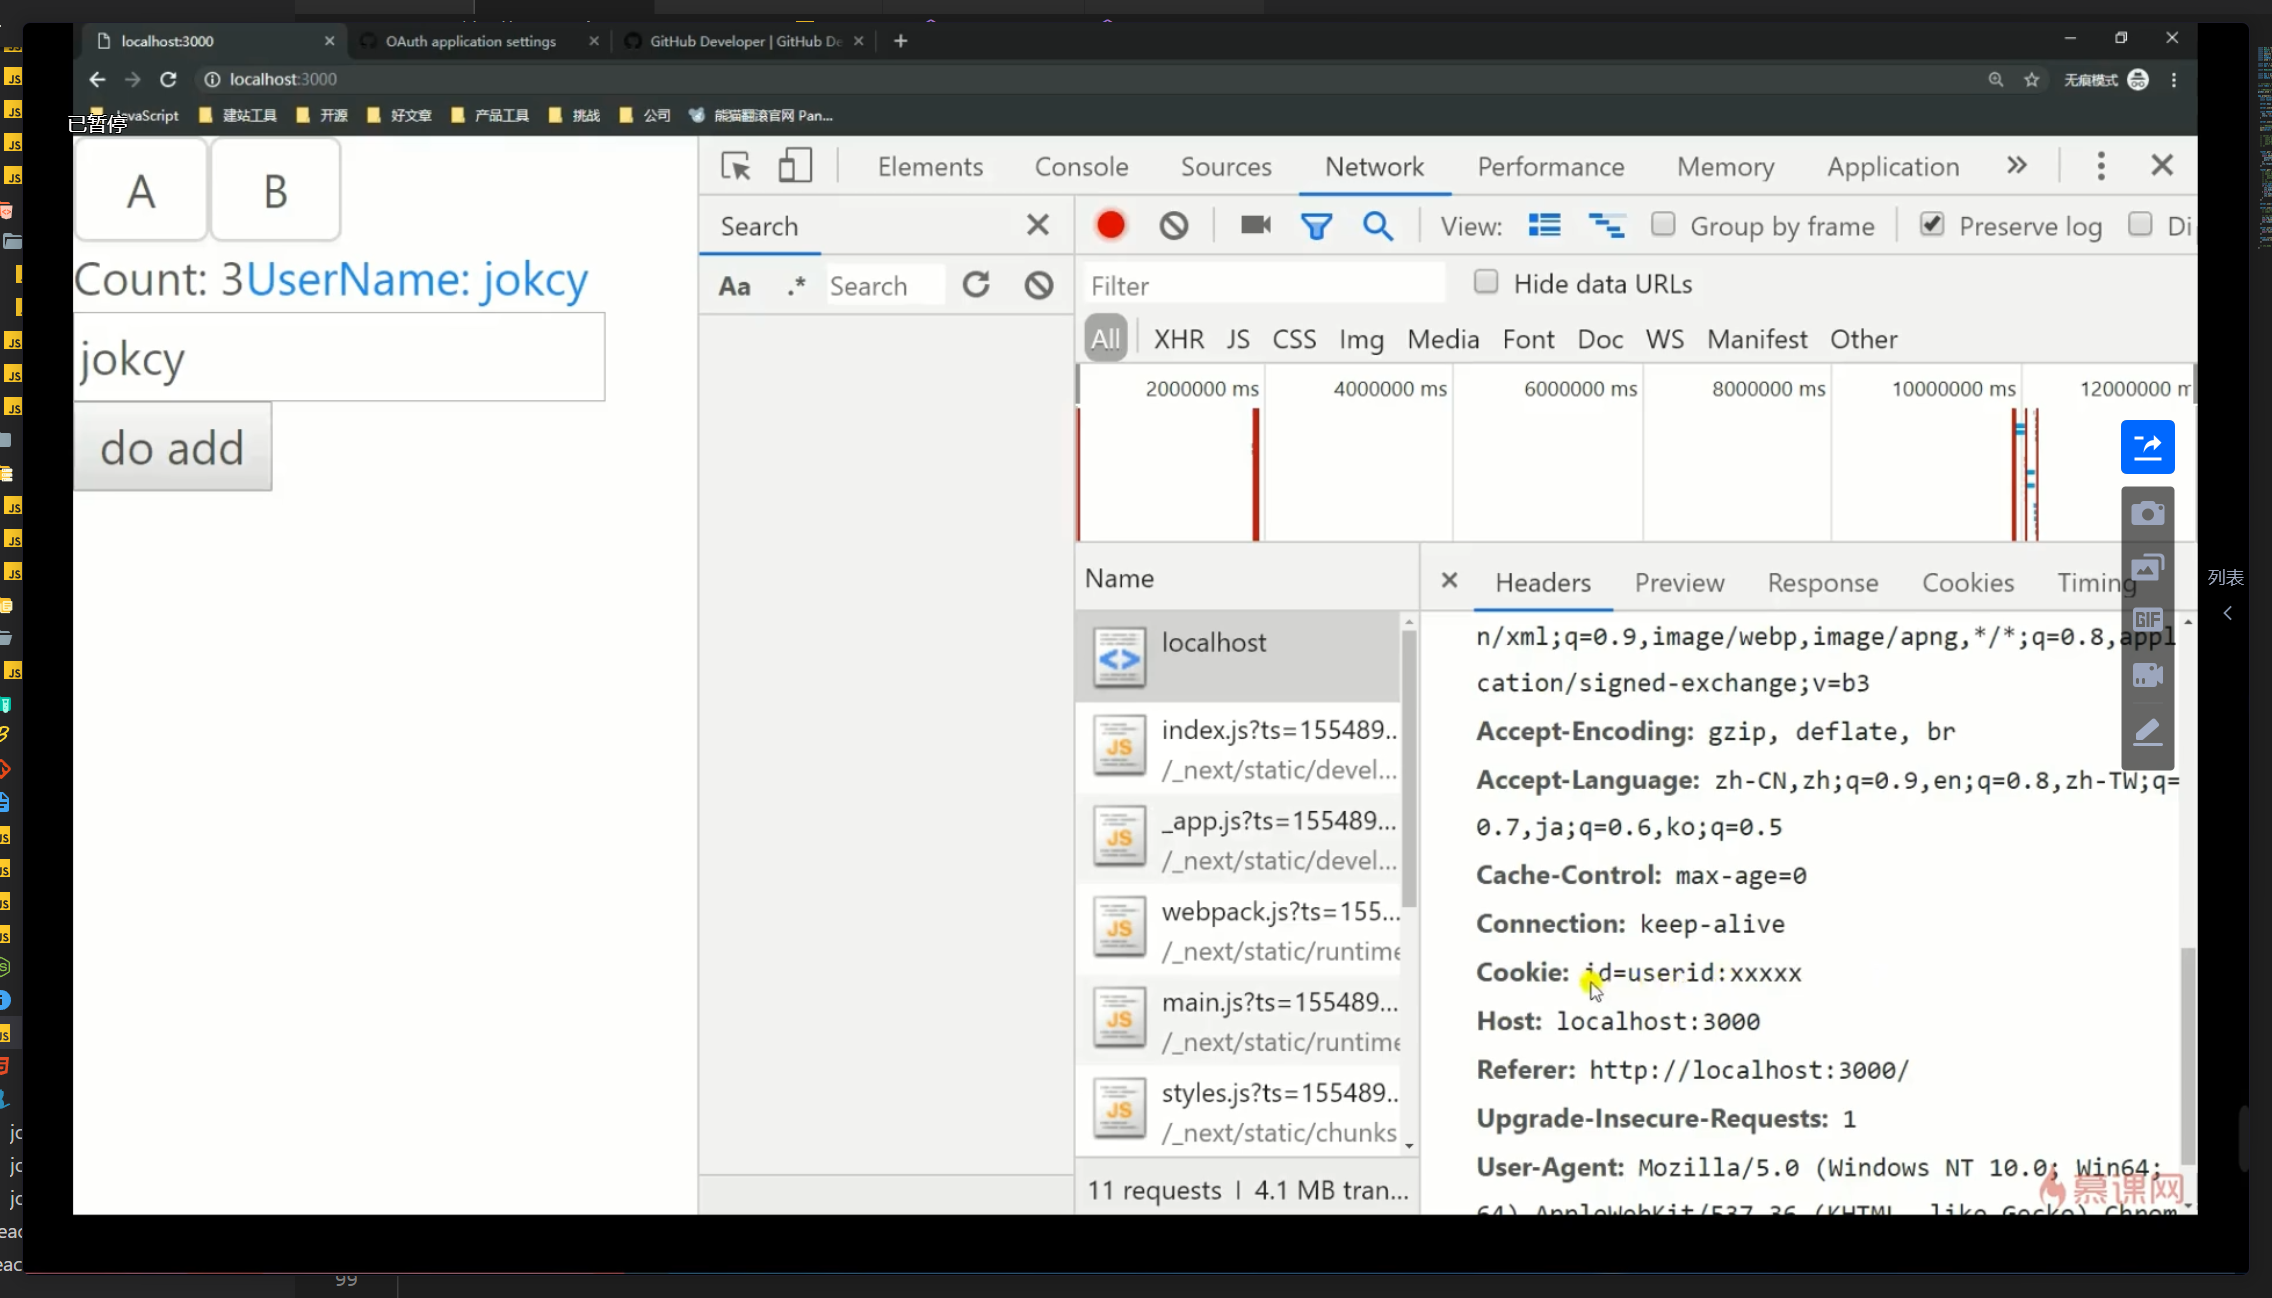 localhost:3000
OAuth application settings
GitHub Developer | GitHub De
localhost:3000
无痕模式
JavaScript
建站工具
开源
好文章
产品工具
挑战
公司
熊猫翻滚官网 Pan...
已暂停
A
B
Count: 3UserName: jokcy
jokcy
do add
Elements
Console
Sources
Network
Performance
Memory
Application
Search
View:
Group by frame
Preserve log
Di
Aa
.*
Search
Filter
Hide data URLs
All
XHR
JS
CSS
Img
Media
Font
Doc
WS
Manifest
Other
2000000 ms
4000000 ms
6000000 ms
8000000 ms
10000000 ms
12000000 m
Name
Headers
Preview
Response
Cookies
Timing
localhost
index.js?ts=155489...
/_next/static/devel...
_app.js?ts=155489...
/_next/static/devel...
webpack.js?ts=155...
/_next/static/runtime
main.js?ts=155489...
/_next/static/runtime
styles.js?ts=155489...
/_next/static/chunks
11 requests | 4.1 MB tran...
n/xml;q=0.9,image/webp,image/apng,*/*;q=0.8,appl
cation/signed-exchange;v=b3
Accept-Encoding: gzip, deflate, br
Accept-Language: zh-CN,zh;q=0.9,en;q=0.8,zh-TW;q=
0.7,ja;q=0.6,ko;q=0.5
Cache-Control: max-age=0
Connection: keep-alive
Cookie: id=userid:xxxxx
Host: localhost:3000
Referer: http://localhost:3000/
Upgrade-Insecure-Requests: 1
User-Agent: Mozilla/5.0 (Windows NT 10.0; Win64;
64) AppleWebKit/537.36 (KHTML, like Gecko) Chrom
慕课网
GIF
列表
99